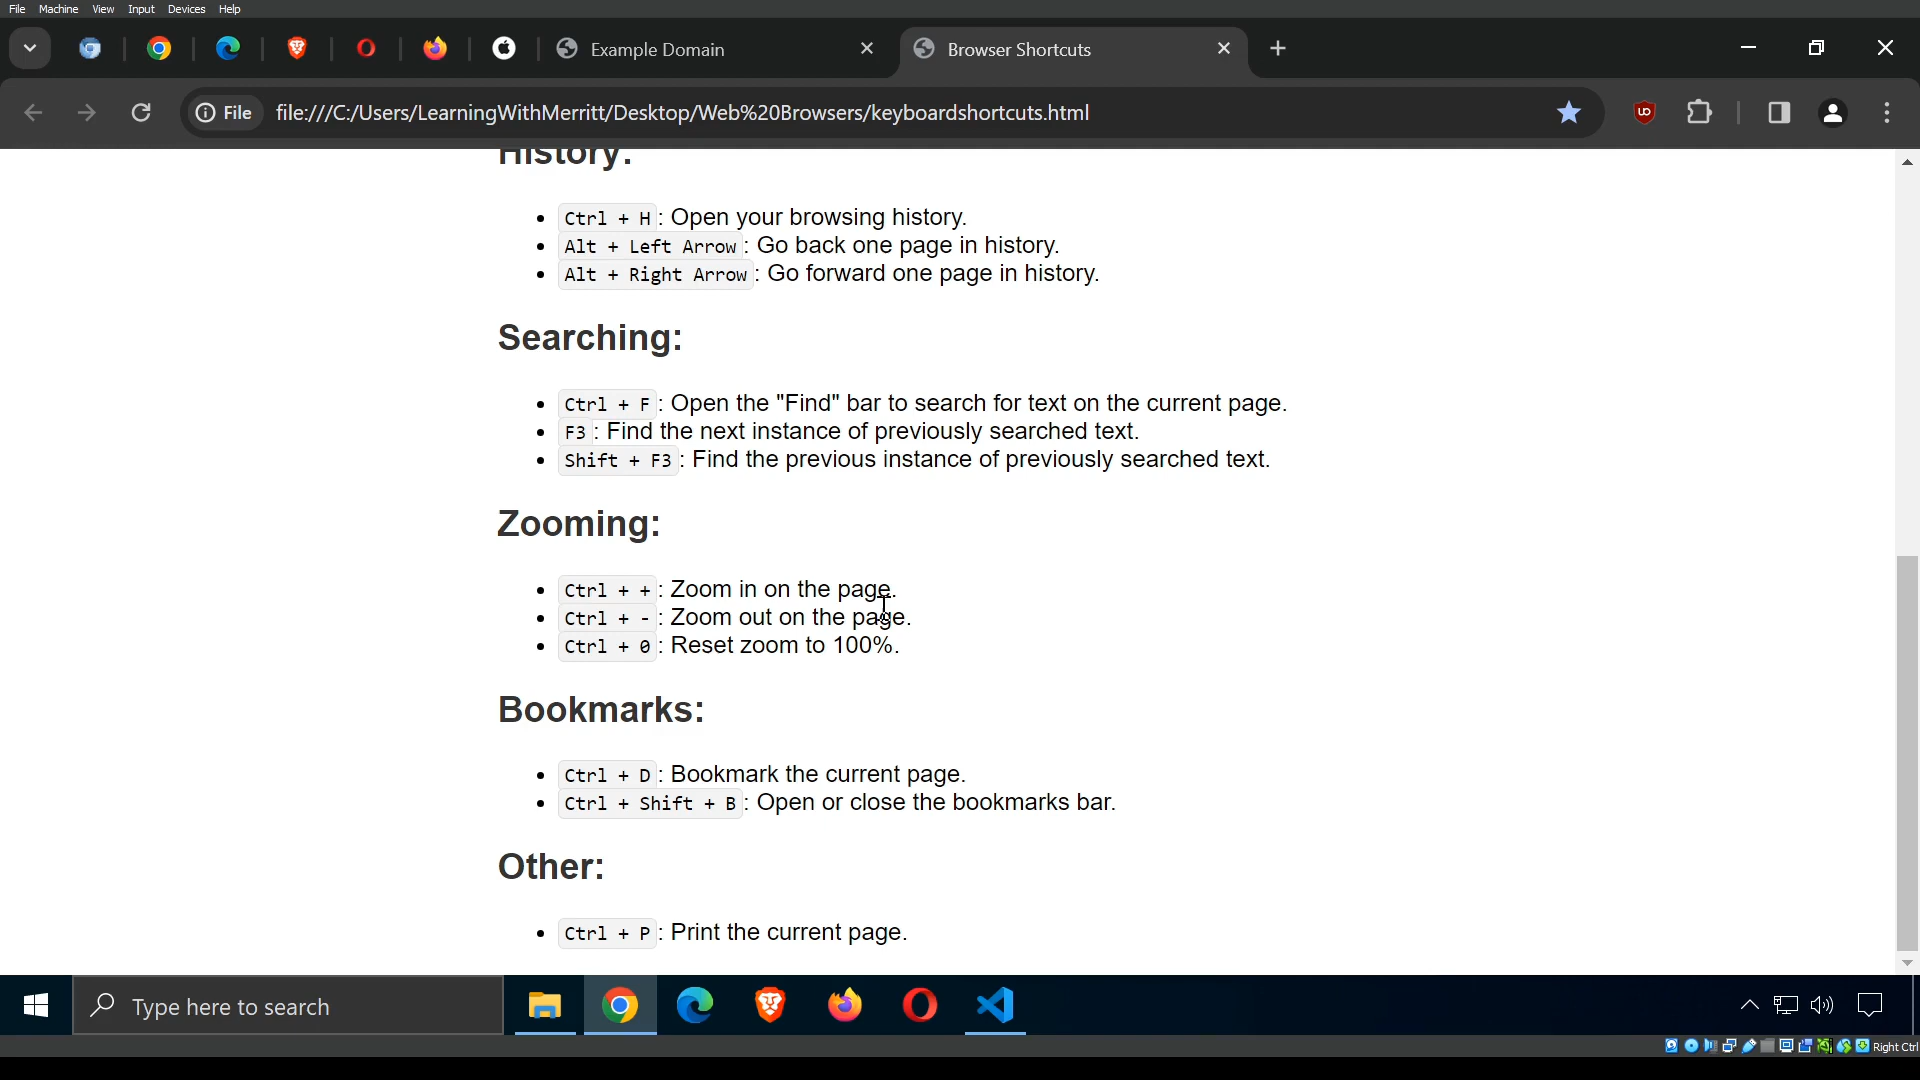 File Machine View Input Devices Help
Example Domain
Browser Shortcuts
File
file:///C:/Users/LearningWithMerritt/Desktop/Web%20Browsers/keyboardshortcuts.html
History:
Ctrl + H: Open your browsing history.
Alt + Left Arrow: Go back one page in history.
Alt + Right Arrow: Go forward one page in history.
Searching:
Ctrl + F: Open the "Find" bar to search for text on the current page.
F3: Find the next instance of previously searched text.
Shift + F3: Find the previous instance of previously searched text.
Zooming:
Ctrl + +: Zoom in on the page.
Ctrl + -: Zoom out on the page.
Ctrl + 0: Reset zoom to 100%.
Bookmarks:
Ctrl + D: Bookmark the current page.
Ctrl + Shift + B: Open or close the bookmarks bar.
Other:
Ctrl + P: Print the current page.
Type here to search
Right Ctrl